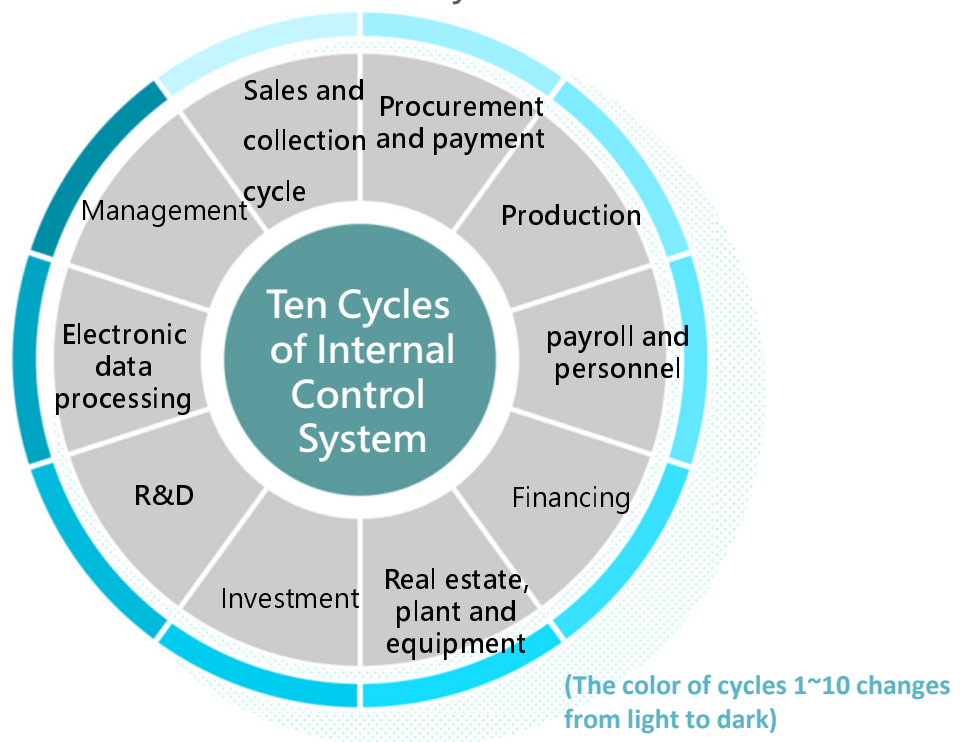 Sales and
collection
cycle
Procurement
and payment
Production
payroll and
personnel
Financing
Real estate,
plant and
equipment
Investment
R&D
Electronic
data
processing
Management
Ten Cycles
of Internal
Control
System
(The color of cycles 1~10 changes
from light to dark)